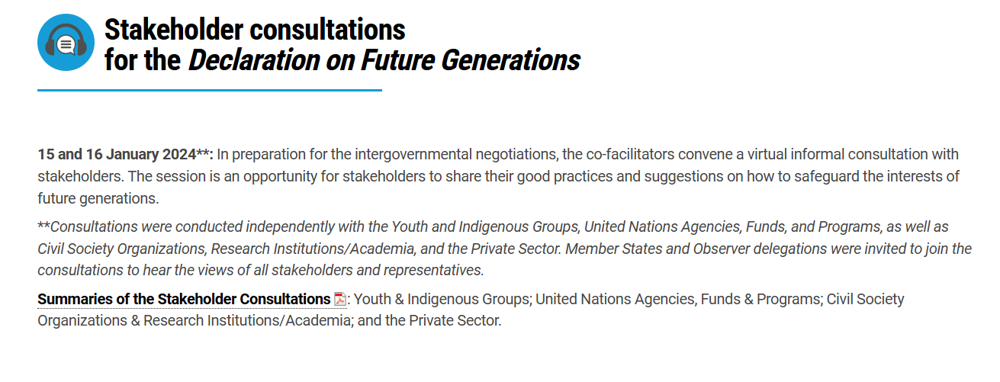 Stakeholder consultations
for the Declaration on Future Generations
15 and 16 January 2024**: In preparation for the intergovernmental negotiations, the co-facilitators convene a virtual informal consultation with
stakeholders. The session is an opportunity for stakeholders to share their good practices and suggestions on how to safeguard the interests of
future generations.
**Consultations were conducted independently with the Youth and Indigenous Groups, United Nations Agencies, Funds, and Programs, as well as
Civil Society Organizations, Research Institutions/Academia, and the Private Sector. Member States and Observer delegations were invited to join the
consultations to hear the views of all stakeholders and representatives.
Summaries of the Stakeholder Consultations : Youth & Indigenous Groups; United Nations Agencies, Funds & Programs; Civil Society
Organizations & Research Institutions/Academia; and the Private Sector.